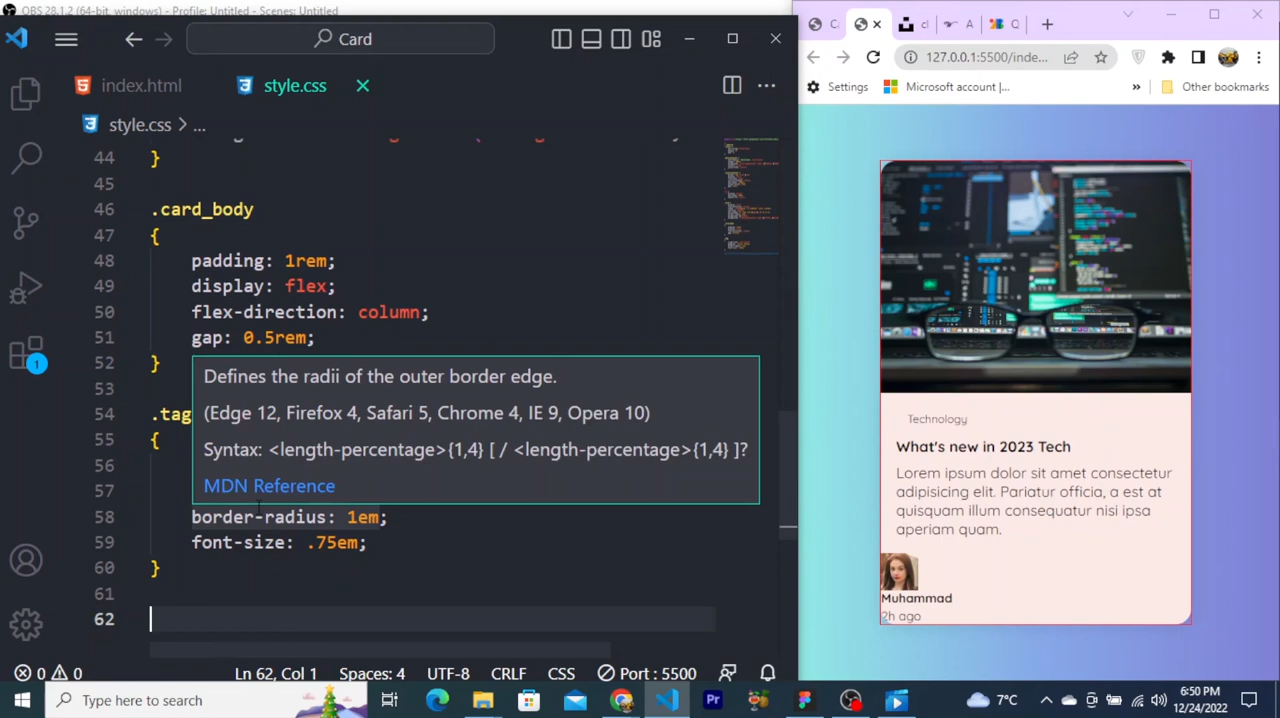 OBS 28.1.2 (64-bit, windows) - Profile: Untitled - Scenes: Untitled
Card
index.html
style.css
style.css > ...
44 }
45
46 .card_body
47 {
48 padding: 1rem;
49 display: flex;
50 flex-direction: column;
51 gap: 0.5rem;
52 }
53
54 .tag
55 {
56
57
Defines the radii of the outer border edge.
(Edge 12, Firefox 4, Safari 5, Chrome 4, IE 9, Opera 10)
Syntax: <length-percentage>{1,4} [ / <length-percentage>{1,4} ]?
MDN Reference
58 border-radius: 1em;
59 font-size: .75em;
60 }
61
62
1
0 0
Ln 62, Col 1
Spaces: 4
UTF-8
CRLF
CSS
Port : 5500
127.0.0.1:5500/inde...
Settings
Microsoft account |...
»
Other bookmarks
Technology
What's new in 2023 Tech
Lorem ipsum dolor sit amet consectetur
adipisicing elit. Pariatur officia, a est at
quisquam illum consequatur nisi ipsa
aperiam quam.
Muhammad
2h ago
Type here to search
Pr
7°C
6:50 PM
12/24/2022